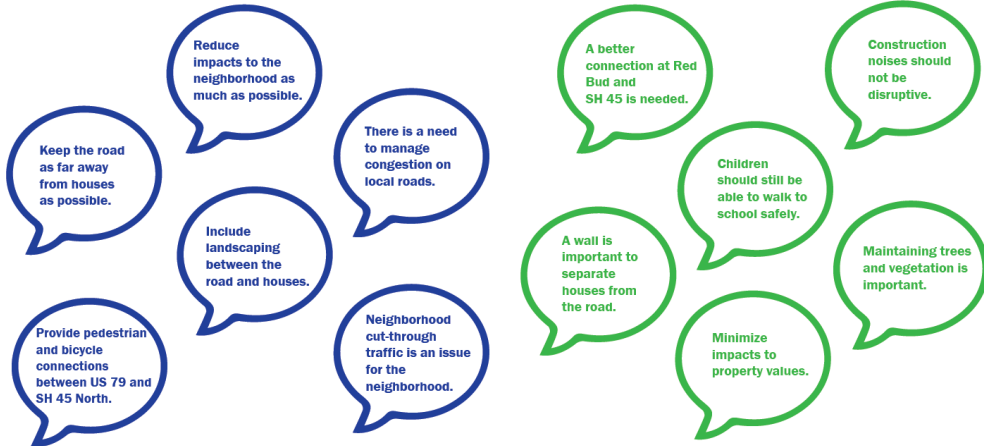 Reduce
impacts to the
neighborhood as
much as possible.
Keep the road
as far away
from houses
as possible.
There is a need
to manage
congestion on
local roads.
Include
landscaping
between the
road and houses.
Provide pedestrian
and bicycle
connections
between US 79 and
SH 45 North.
Neighborhood
cut-through
traffic is an issue
for the
neighborhood.
A better
connection at Red
Bud and
SH 45 is needed.
Construction
noises should
not be
disruptive.
Children
should still be
able to walk to
school safely.
A wall is
important to
separate
houses from
the road.
Maintaining trees
and vegetation is
important.
Minimize
impacts to
property values.